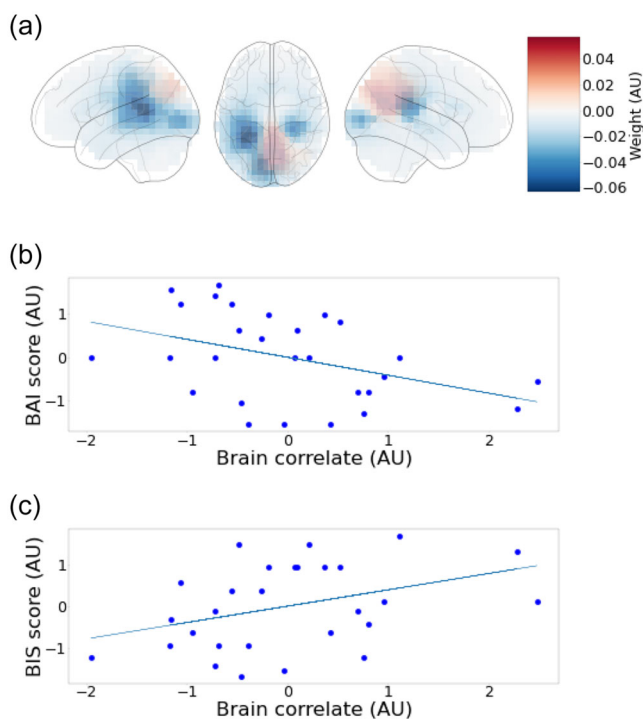 (a)
0.04
0.02
0.00
−0.02
−0.04
−0.06
Weight (AU)
(b)
BAI score (AU)
1
0
−1
−2
−1
0
1
2
Brain correlate (AU)
(c)
BIS score (AU)
1
0
−1
−2
−1
0
1
2
Brain correlate (AU)